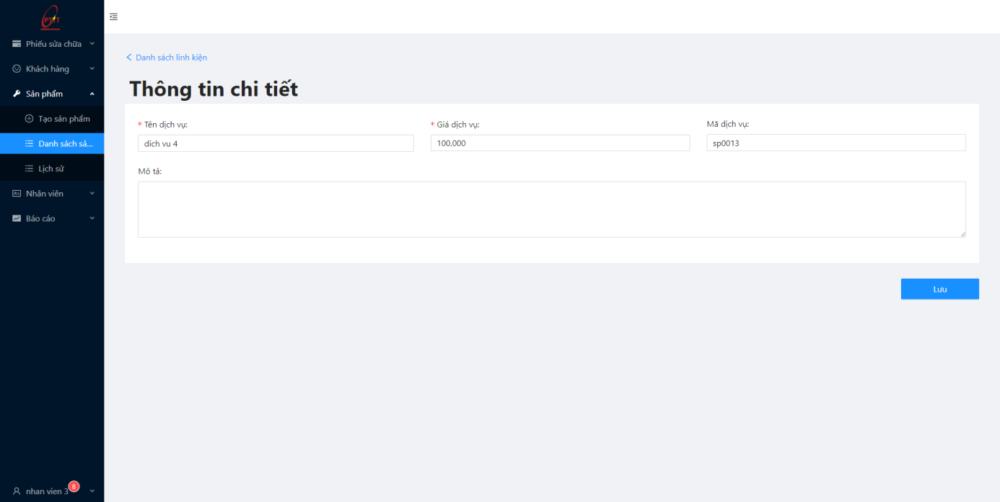 PTIT
Phiếu sửa chữa
Khách hàng
Sản phẩm
Tạo sản phẩm
Danh sách sả...
Lịch sử
Nhân viên
Báo cáo
nhan vien 3
8
Danh sách linh kiện
Thông tin chi tiết
* Tên dịch vụ:
dich vu 4
* Giá dịch vụ:
100,000
Mã dịch vụ:
sp0013
Mô tả:
Lưu